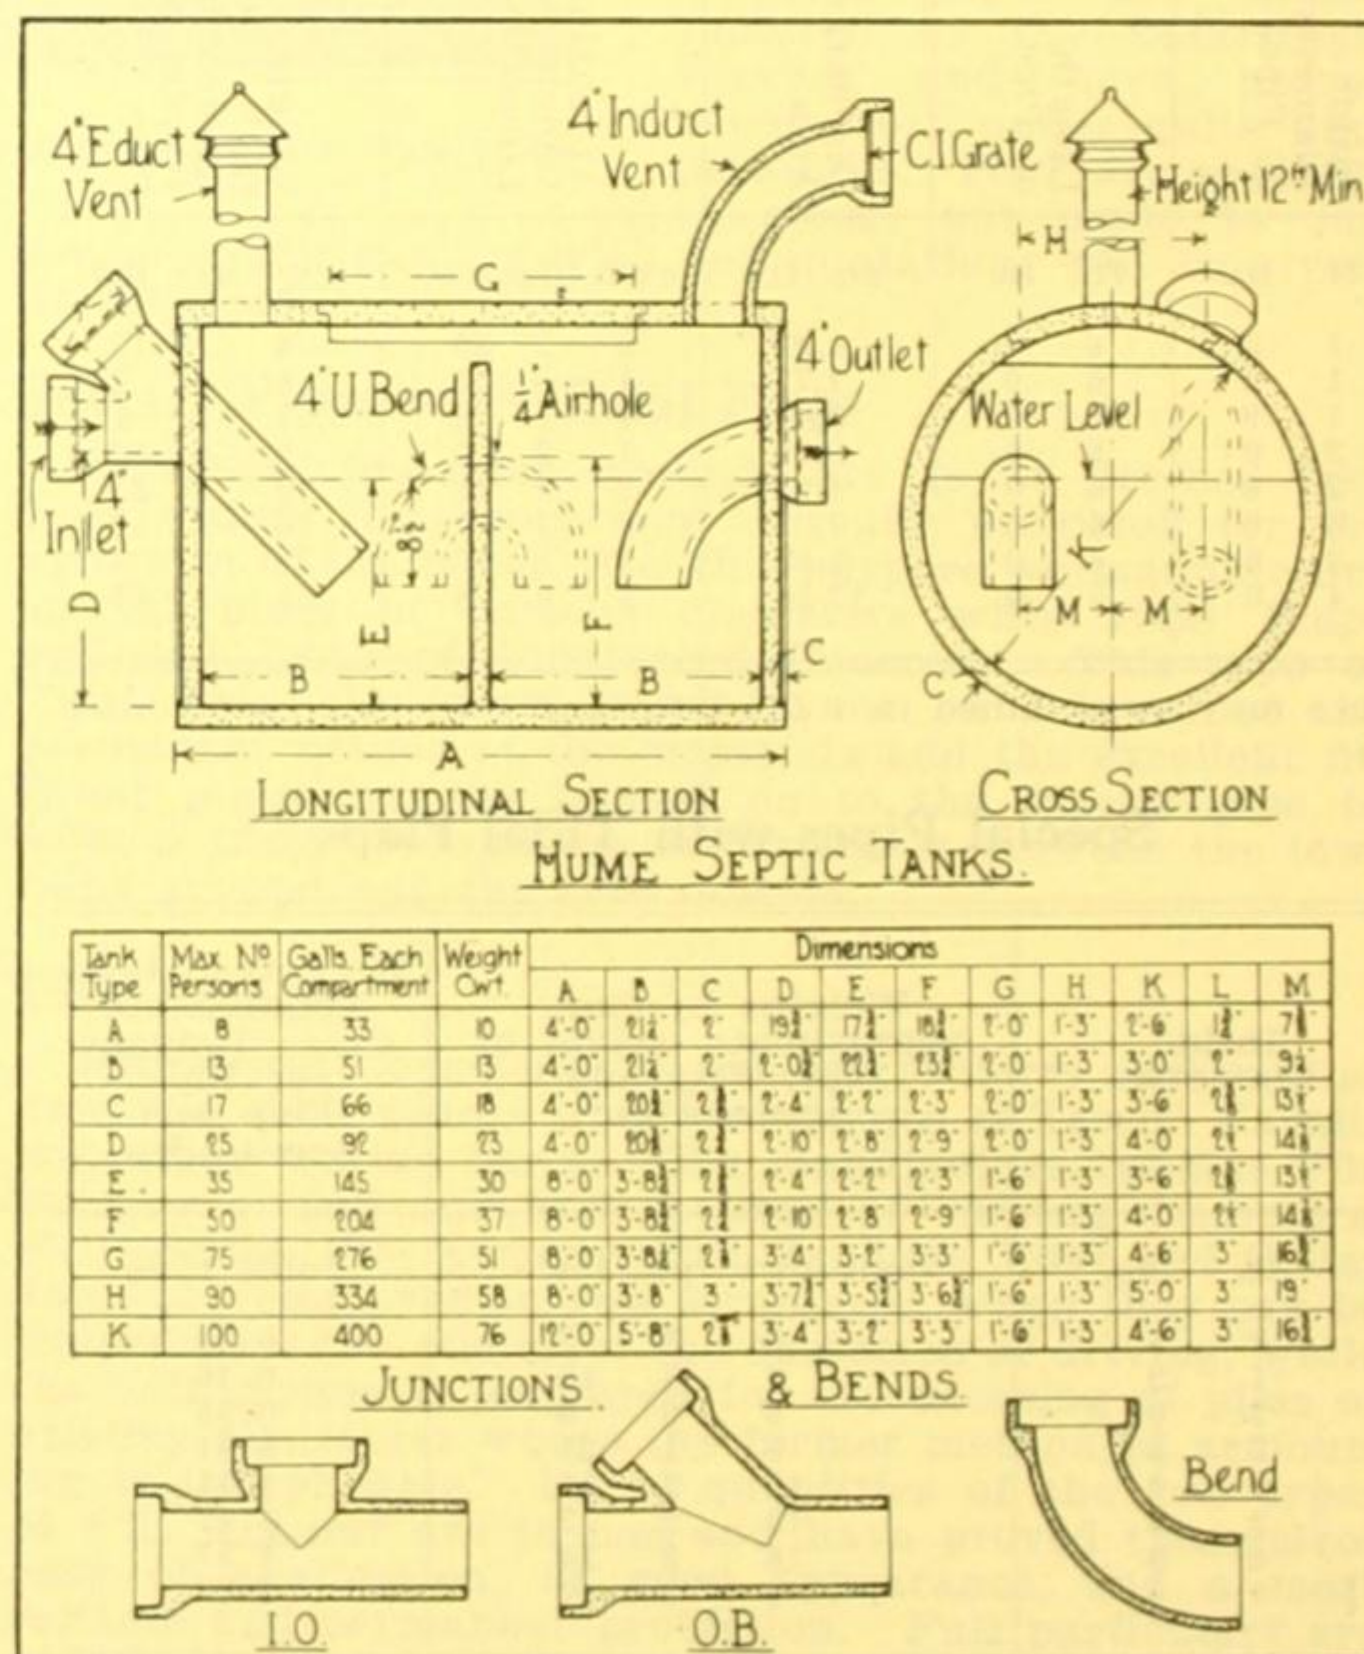 4" Educt
Vent
4" Induct
Vent
C.I. Grate
Height 12ft Min
H
G
4" U. Bend
1/4" Airhole
4" Outlet
Water Level
4"
Inlet
D
E
F
K
M M
B B
C
C
A
LONGITUDINAL SECTION
CROSS SECTION
HUME SEPTIC TANKS.
Tank Type Max. No Persons Galls. Each Compartment Weight Cwt. Dimensions
A B C D E F G H K L M
A 8 33 10 4'-0" 2" 2'-0" 1'-3" 2'-6"
B 13 51 13 4'-0" 2" 2'-0" 1'-3" 3'-0" 2"
C 17 66 18 4'-0" 2'-4" 2'-2" 2'-3" 2'-0" 1'-3" 3'-6"
D 25 92 23 4'-0" 2'-10" 2'-8" 2'-9" 2'-0" 1'-3" 4'-0"
E. 35 145 30 8'-0" 2'-4" 2'-2" 2'-3" 1'-6" 1'-3" 3'-6"
F 50 204 37 8'-0" 2'-10" 2'-8" 2'-9" 1'-6" 1'-3" 4'-0"
G 75 276 51 8'-0" 3'-4" 3'-2" 3'-3" 1'-6" 1'-3" 4'-6" 3"
H 90 334 58 8'-0" 3'-8" 3" 1'-6" 1'-3" 5'-0" 3" 19"
K 100 400 76 12'-0" 5'-8" 3'-4" 3'-2" 3'-3" 1'-6" 1'-3" 4'-6" 3"
JUNCTIONS & BENDS.
Bend
I.O.
O.B.